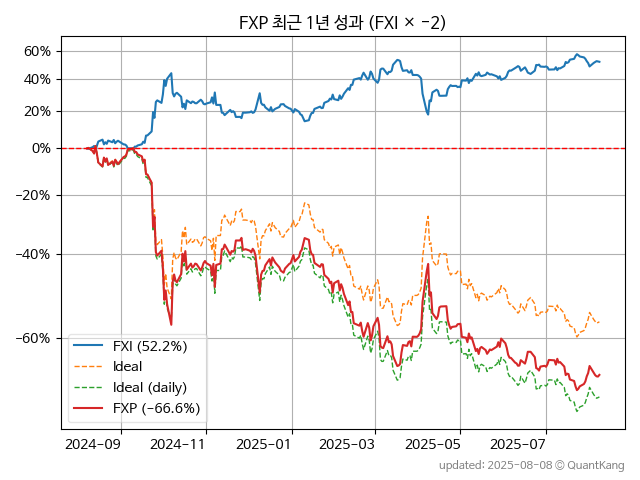 FXP 최근 1년 성과 (FXI × −2)
60%
40%
20%
0%
−20%
−40%
−60%
FXI (52.2%)
Ideal
Ideal (daily)
FXP (−66.6%)
2024-09 2024-11 2025-01 2025-03 2025-05 2025-07
updated: 2025-08-08 © QuantKang